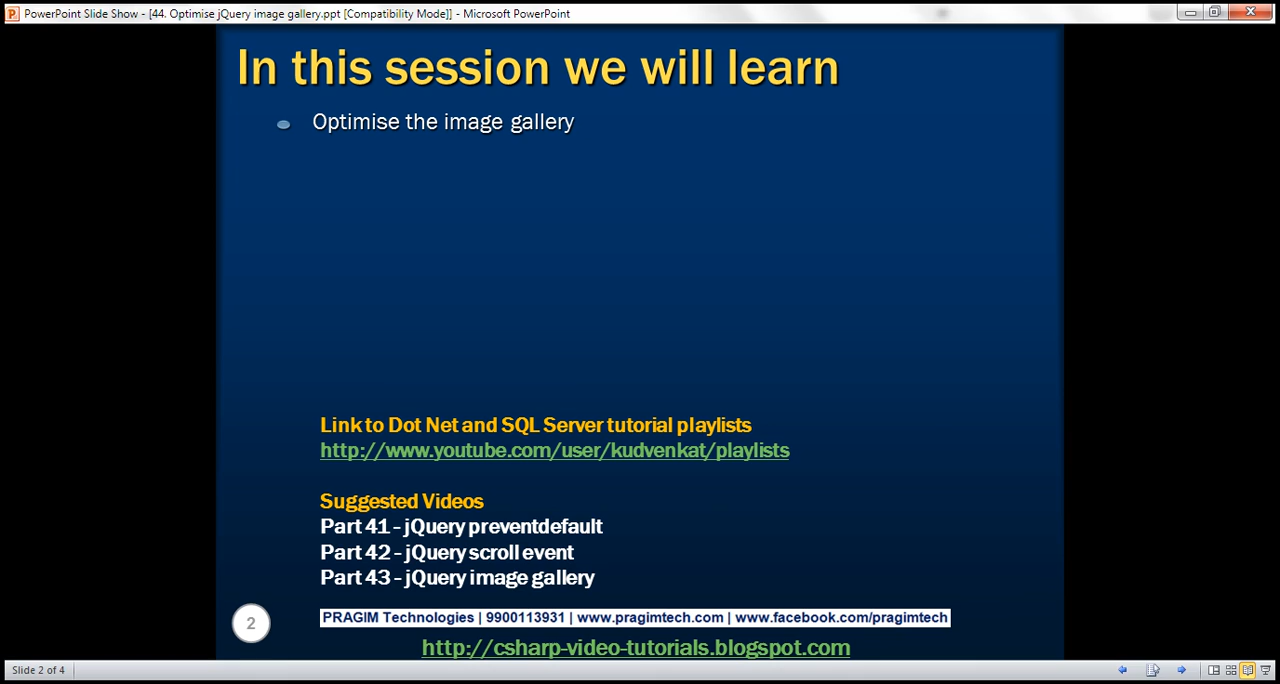 PowerPoint Slide Show - [44. Optimise jQuery image gallery.ppt [Compatibility Mode]] - Microsoft PowerPoint
In this session we will learn
Optimise the image gallery
Link to Dot Net and SQL Server tutorial playlists
http://www.youtube.com/user/kudvenkat/playlists
Suggested Videos
Part 41 - jQuery preventdefault
Part 42 - jQuery scroll event
Part 43 - jQuery image gallery
2
PRAGIM Technologies | 9900113931 | www.pragimtech.com | www.facebook.com/pragimtech
http://csharp-video-tutorials.blogspot.com
Slide 2 of 4